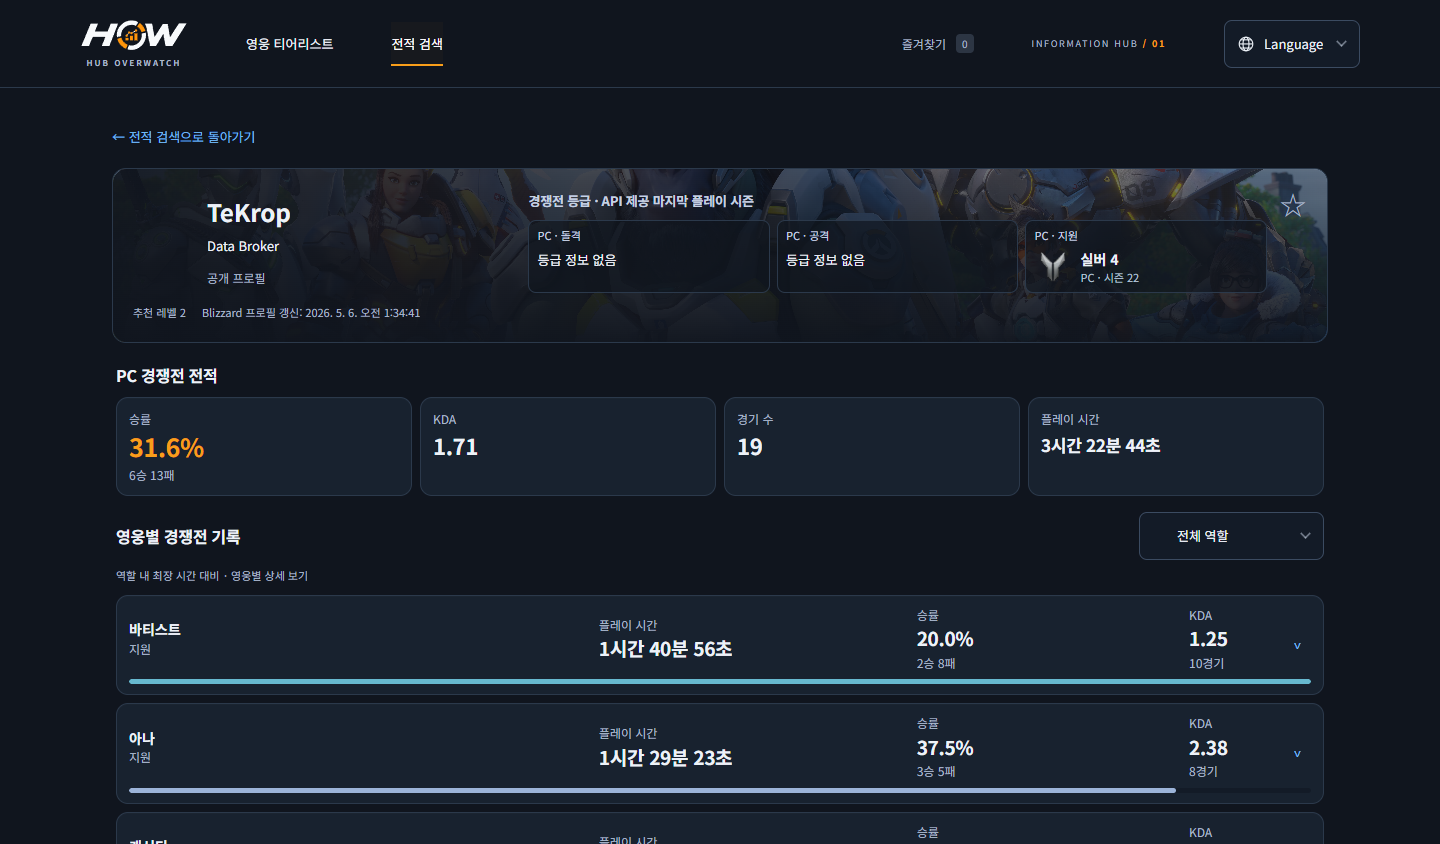 HOW
HUB OVERWATCH
영웅 티어리스트
전적 검색
즐겨찾기 0
INFORMATION HUB / 01
Language
← 전적 검색으로 돌아가기
TeKrop
Data Broker
공개 프로필
추천 레벨 2 Blizzard 프로필 갱신: 2026. 5. 6. 오전 1:34:41
경쟁전 등급 · API 제공 마지막 플레이 시즌
PC · 돌격
등급 정보 없음
PC · 공격
등급 정보 없음
PC · 지원
실버 4
PC · 시즌 22
PC 경쟁전 전적
승률
31.6%
6승 13패
KDA
1.71
경기 수
19
플레이 시간
3시간 22분 44초
영웅별 경쟁전 기록
전체 역할
역할 내 최장 시간 대비 · 영웅별 상세 보기
바티스트
지원
플레이 시간
1시간 40분 56초
승률
20.0%
2승 8패
KDA
1.25
10경기
v
아나
지원
플레이 시간
1시간 29분 23초
승률
37.5%
3승 5패
KDA
2.38
8경기
v
플레이 시간
승률
KDA